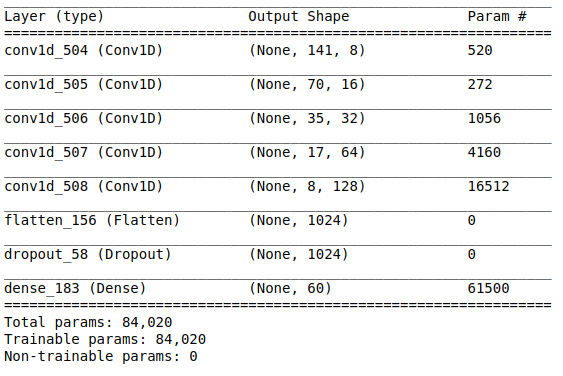 Layer (type) Output Shape Param #
conv1d_504 (Conv1D) (None, 141, 8) 520
conv1d_505 (Conv1D) (None, 70, 16) 272
conv1d_506 (Conv1D) (None, 35, 32) 1056
conv1d_507 (Conv1D) (None, 17, 64) 4160
conv1d_508 (Conv1D) (None, 8, 128) 16512
flatten_156 (Flatten) (None, 1024) 0
dropout_58 (Dropout) (None, 1024) 0
dense_183 (Dense) (None, 60) 61500
Total params: 84,020
Trainable params: 84,020
Non-trainable params: 0